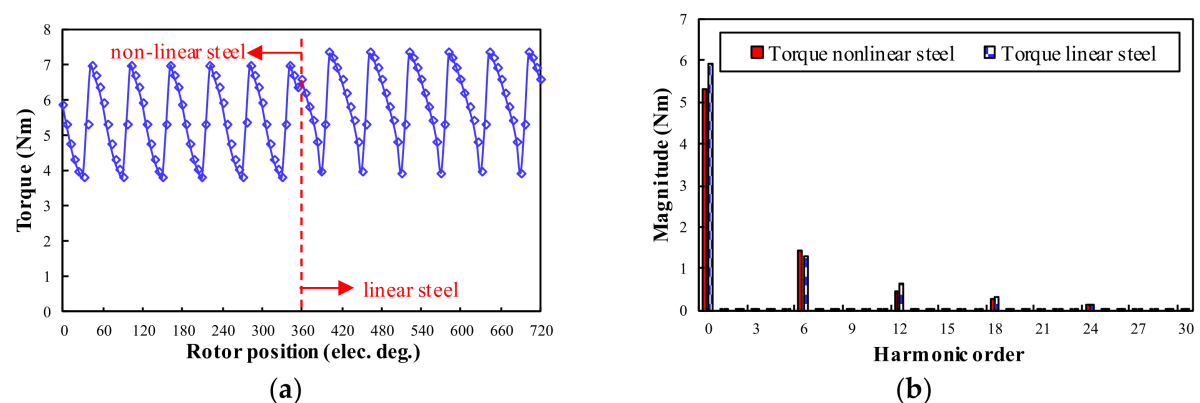 8
7
6
5
4
3
2
1
0
Torque (Nm)
non-linear steel
linear steel
0 60 120 180 240 300 360 420 480 540 600 660 720
Rotor position (elec. deg.)
(a)
7
6
5
4
3
2
1
0
Magnitude (Nm)
Torque nonlinear steel Torque linear steel
0 3 6 9 12 15 18 21 24 27 30
Harmonic order
(b)